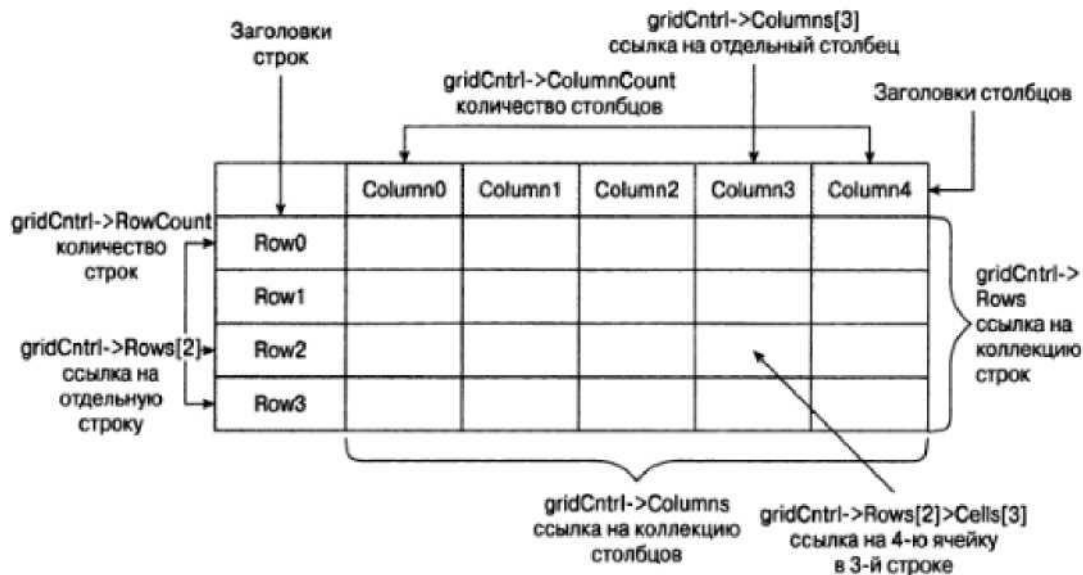 gridCntrl->Columns[3]
ссылка на отдельный столбец
Заголовки
строк
gridCntrl->ColumnCount
количество столбцов
Заголовки столбцов
Column0 Column1 Column2 Column3 Column4
gridCntrl->RowCount
количество
строк
Row0
Row1
gridCntrl->
Rows
ссылка на
коллекцию
строк
gridCntrl->Rows[2]
ссылка на
отдельную
строку
Row2
Row3
gridCntrl->Columns
ссылка на коллекцию
столбцов
gridCntrl->Rows[2]>Cells[3]
ссылка на 4-ю ячейку
в 3-й строке